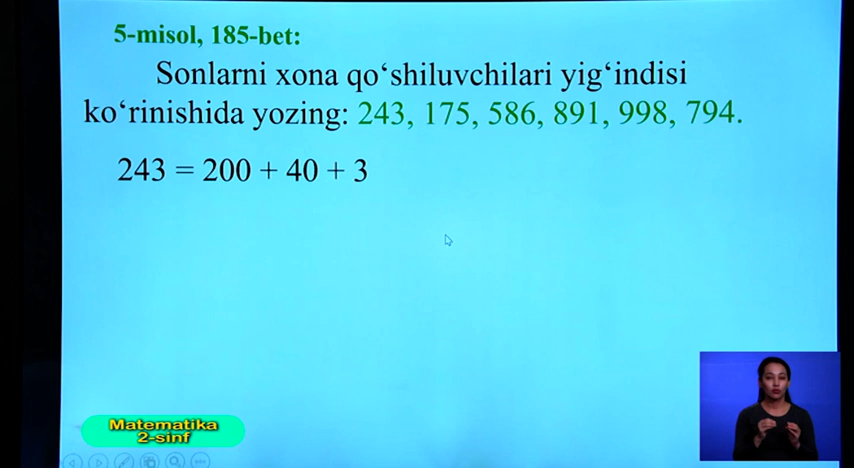 5-misol, 185-bet:
Sonlarni xona qo‘shiluvchilari yig‘indisi
ko‘rinishida yozing: 243, 175, 586, 891, 998, 794.
243 = 200 + 40 + 3
Matematika
2-sinf